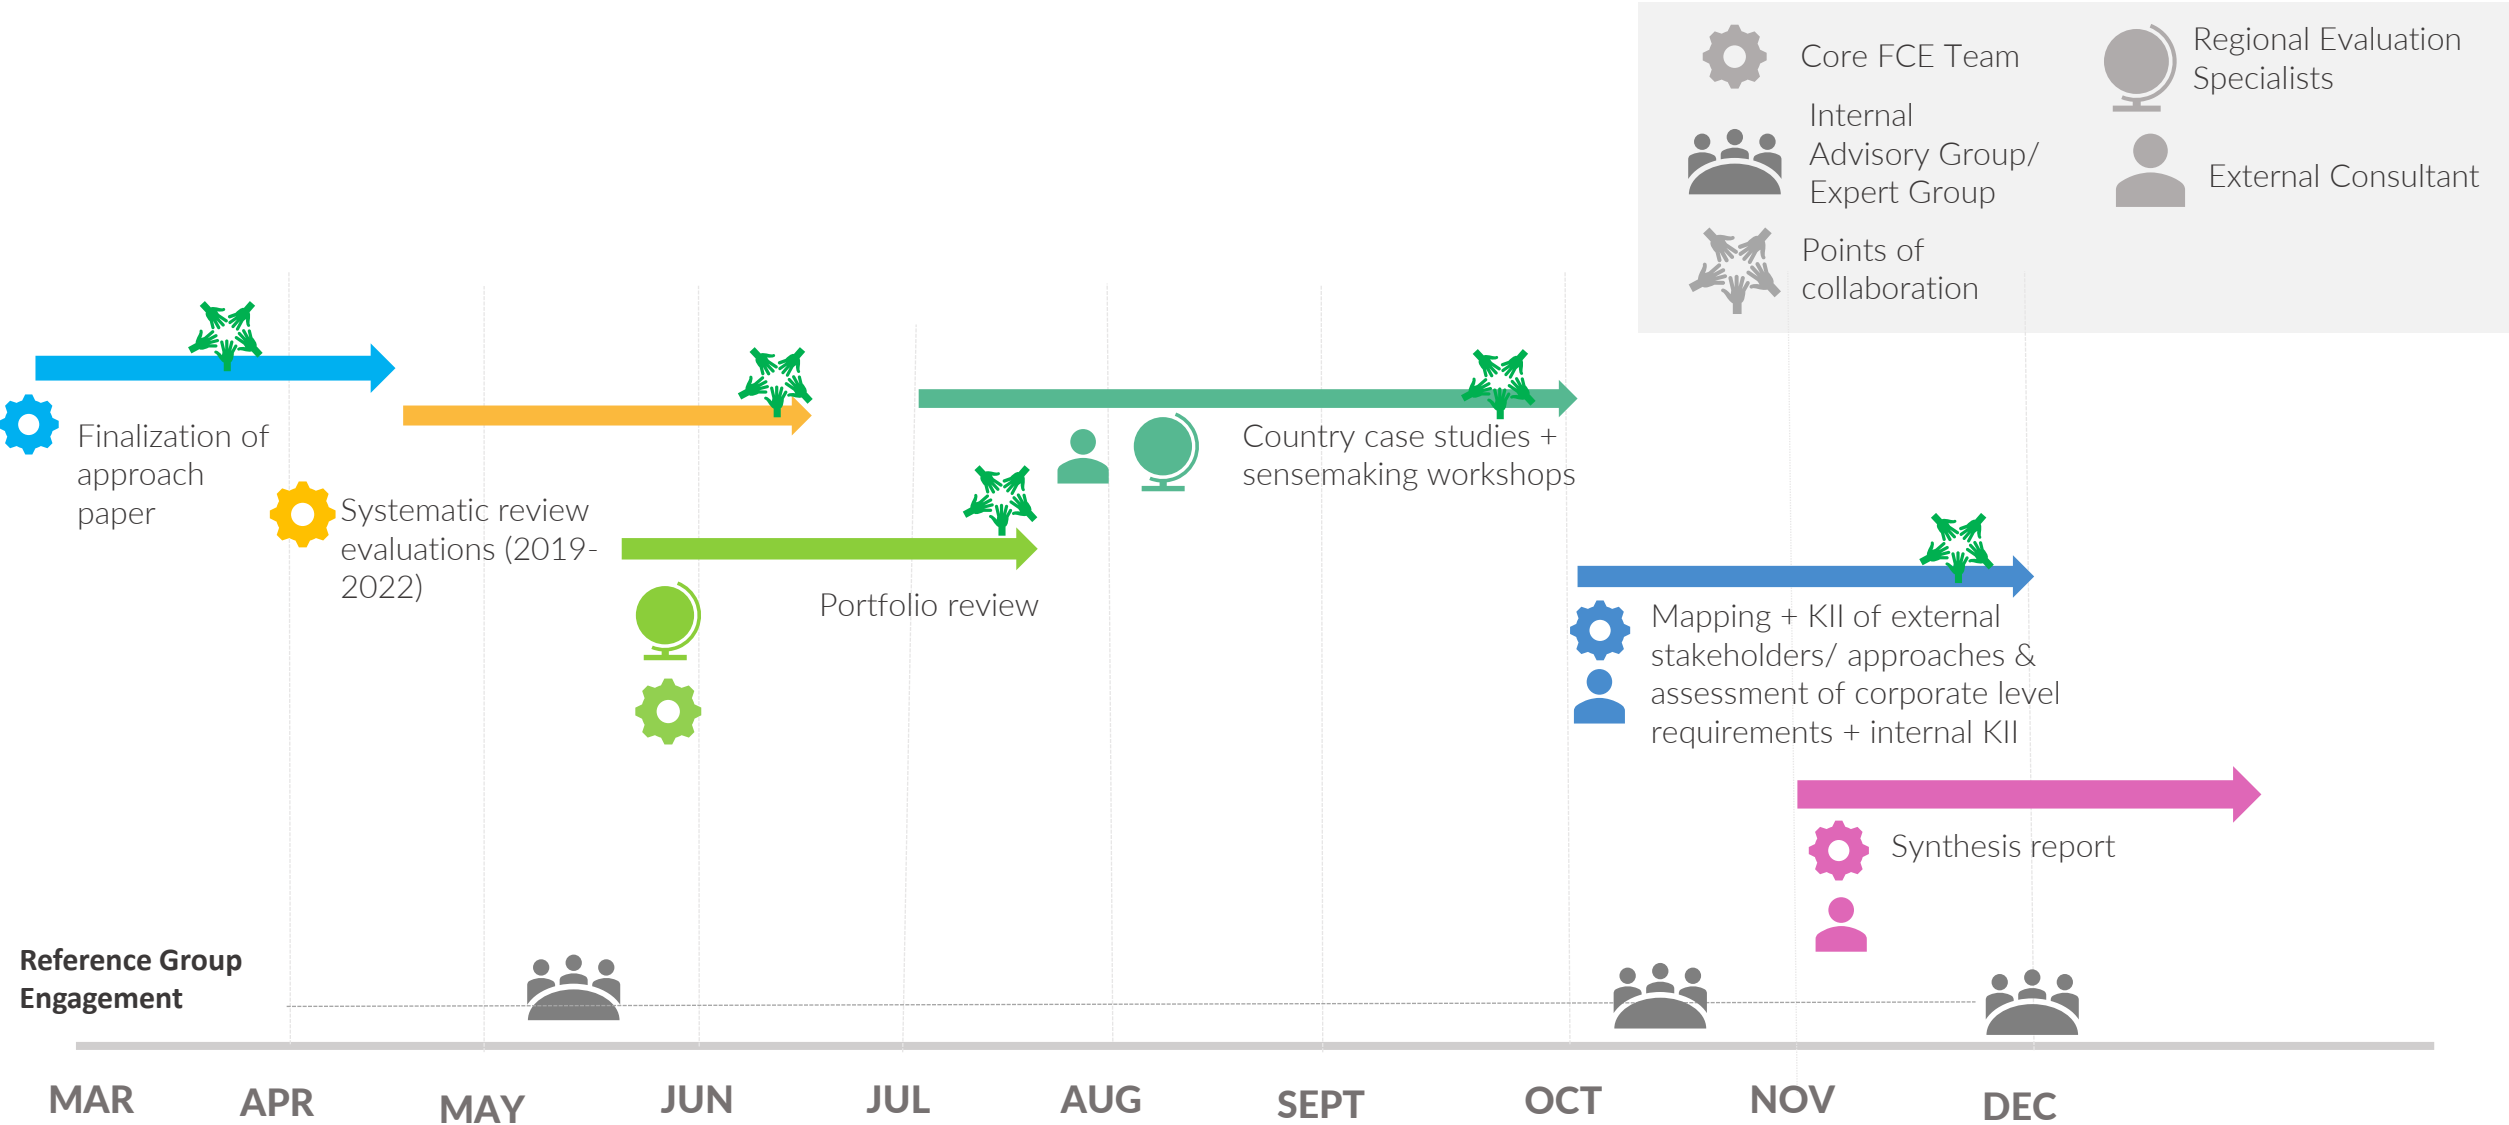 Core FCE Team
Regional Evaluation
Specialists
Internal
Advisory Group/
Expert Group
External Consultant
Points of
collaboration
Finalization of
approach
paper
Systematic review
evaluations (2019-
2022)
Portfolio review
Country case studies +
sensemaking workshops
Mapping + KII of external
stakeholders/ approaches &
assessment of corporate level
requirements + internal KII
Synthesis report
Reference Group
Engagement
MAR
APR
MAY
JUN
JUL
AUG
SEPT
OCT
NOV
DEC